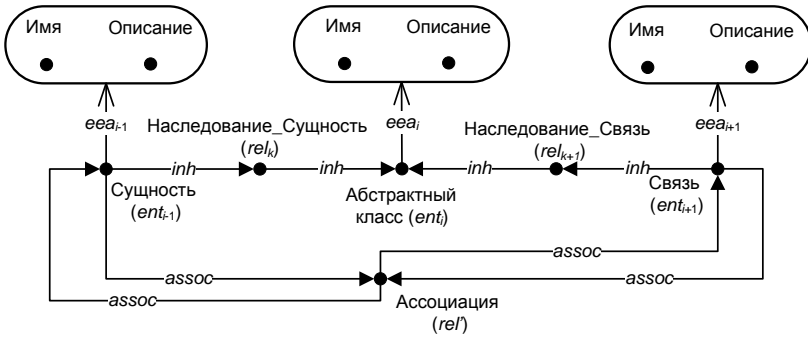 Имя Описание
Имя Описание
Имя Описание
eeaᵢ₋₁
Наследование_Сущность
(relₖ)
eeaᵢ
Наследование_Связь
(relₖ₊₁)
eeaᵢ₊₁
inh
inh
inh
inh
Сущность
(entᵢ₋₁)
Абстрактный
класс (entᵢ)
Связь
(entᵢ₊₁)
assoc
assoc
assoc
assoc
Ассоциация
(rel')